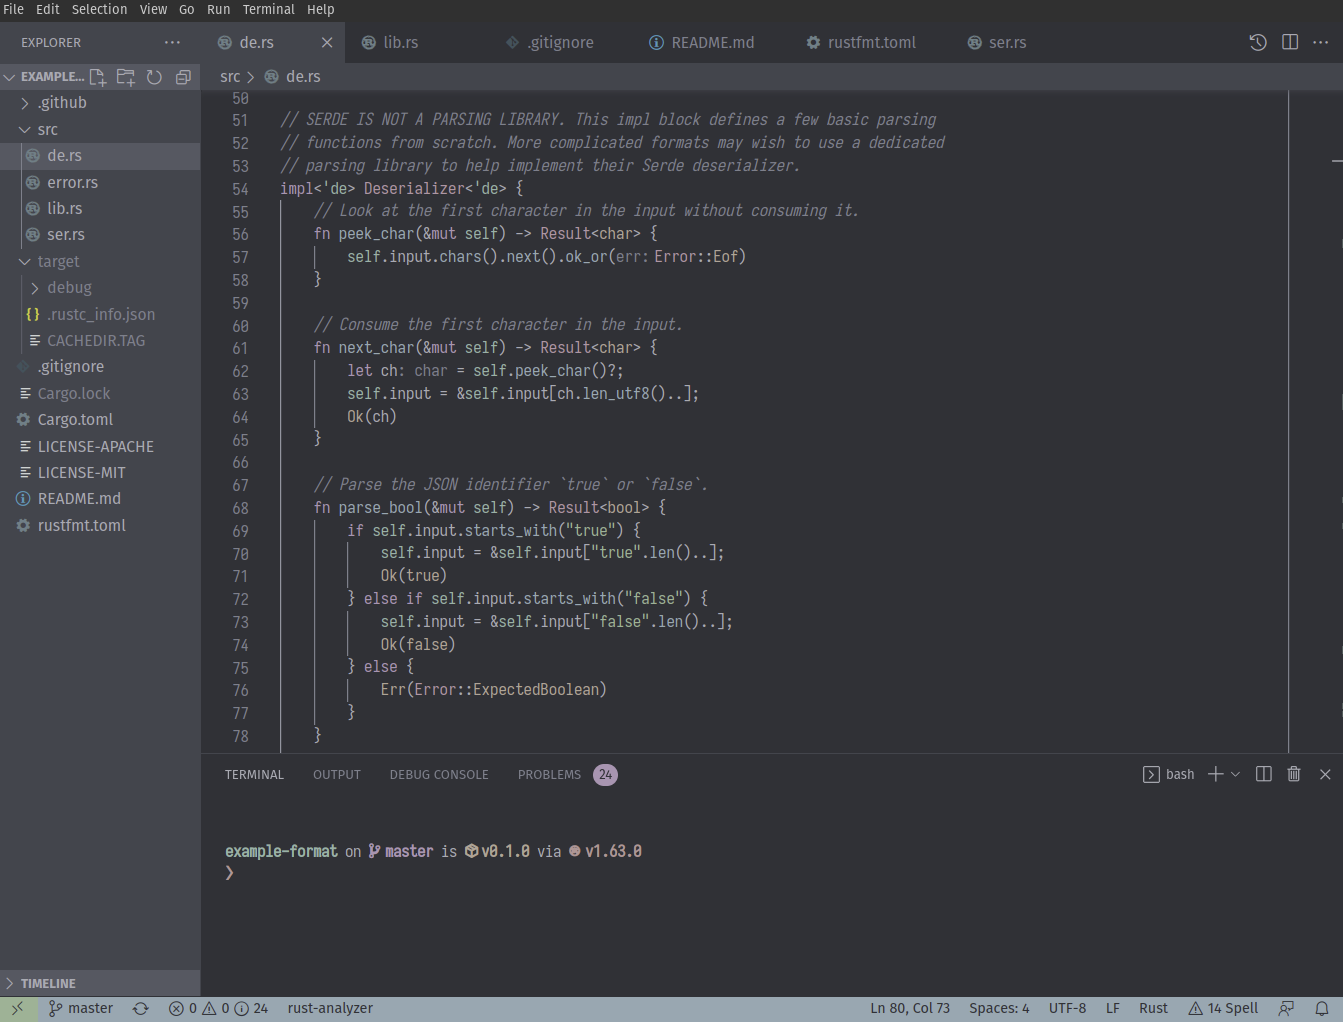 File Edit Selection View Go Run Terminal Help
EXPLORER ··· de.rs lib.rs .gitignore README.md rustfmt.toml ser.rs ···
EXAMPLE... src > de.rs
.github
src
de.rs
error.rs
lib.rs
ser.rs
target
debug
{} .rustc_info.json
CACHEDIR.TAG
.gitignore
Cargo.lock
Cargo.toml
LICENSE-APACHE
LICENSE-MIT
README.md
rustfmt.toml
TIMELINE
50
51 // SERDE IS NOT A PARSING LIBRARY. This impl block defines a few basic parsing
52 // functions from scratch. More complicated formats may wish to use a dedicated
53 // parsing library to help implement their Serde deserializer.
54 impl<'de> Deserializer<'de> {
55     // Look at the first character in the input without consuming it.
56     fn peek_char(&mut self) -> Result<char> {
57         self.input.chars().next().ok_or(err: Error::Eof)
58     }
59
60     // Consume the first character in the input.
61     fn next_char(&mut self) -> Result<char> {
62         let ch: char = self.peek_char()?;
63         self.input = &self.input[ch.len_utf8()..];
64         Ok(ch)
65     }
66
67     // Parse the JSON identifier `true` or `false`.
68     fn parse_bool(&mut self) -> Result<bool> {
69         if self.input.starts_with("true") {
70             self.input = &self.input["true".len()..];
71             Ok(true)
72         } else if self.input.starts_with("false") {
73             self.input = &self.input["false".len()..];
74             Ok(false)
75         } else {
76             Err(Error::ExpectedBoolean)
77         }
78     }
TERMINAL OUTPUT DEBUG CONSOLE PROBLEMS 24 bash
example-format on master is v0.1.0 via v1.63.0
❯
master 0 0 24 rust-analyzer Ln 80, Col 73 Spaces: 4 UTF-8 LF Rust 14 Spell